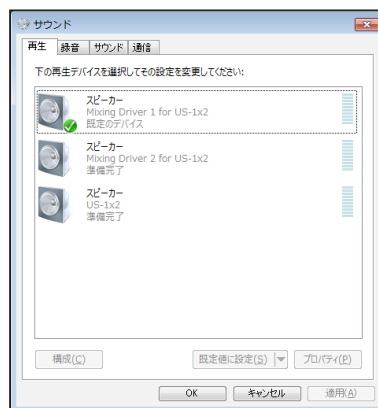 サウンド
再生 録音 サウンド 通信
下の再生デバイスを選択してその設定を変更してください:
スピーカー
Mixing Driver 1 for US-1x2
既定のデバイス
スピーカー
Mixing Driver 2 for US-1x2
準備完了
スピーカー
US-1x2
準備完了
構成(C) 既定値に設定(S) プロパティ(P)
OK キャンセル 適用(A)